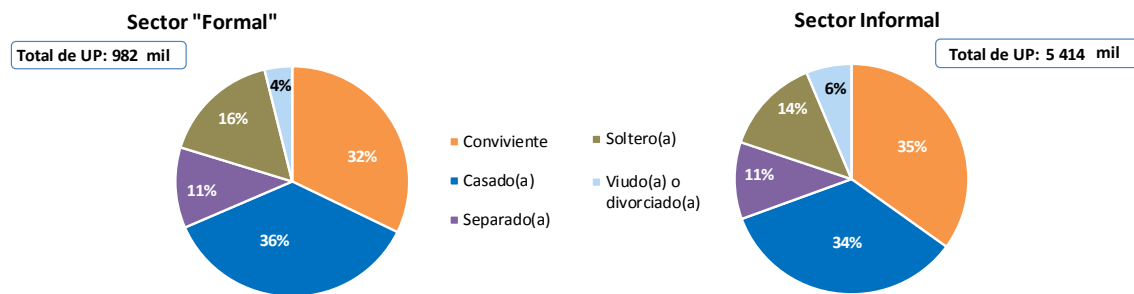 Sector "Formal"
Total de UP: 982 mil
4%
16%
32%
11%
36%
Conviviente
Casado(a)
Separado(a)
Soltero(a)
Viudo(a) o
divorciado(a)
Sector Informal
Total de UP: 5 414 mil
6%
14%
35%
11%
34%